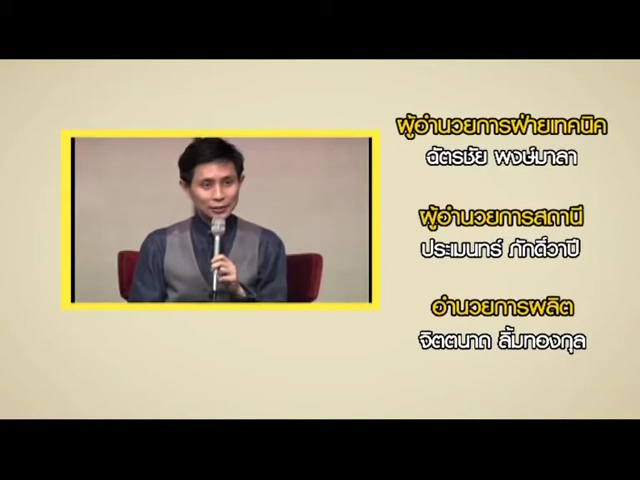 ผู้อำนวยการฝ่ายเทคนิค
ฉัตรชัย พงษ์มาลา
ผู้อำนวยการสถานี
ประเมนทร์ ภักดิ์วาปี
อำนวยการผลิต
จิตตนาถ ลิ้มทองกุล